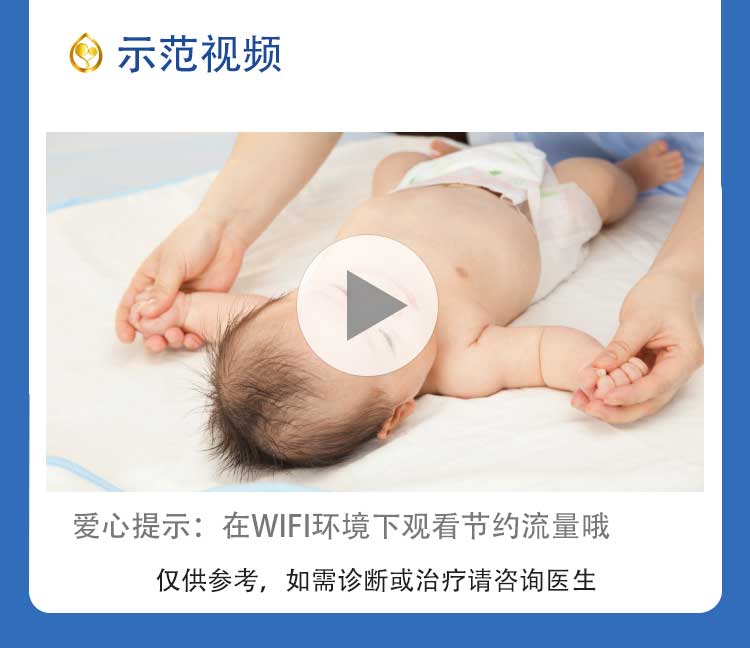 示范视频
爱心提示：在WIFI环境下观看节约流量哦
仅供参考，如需诊断或治疗请咨询医生